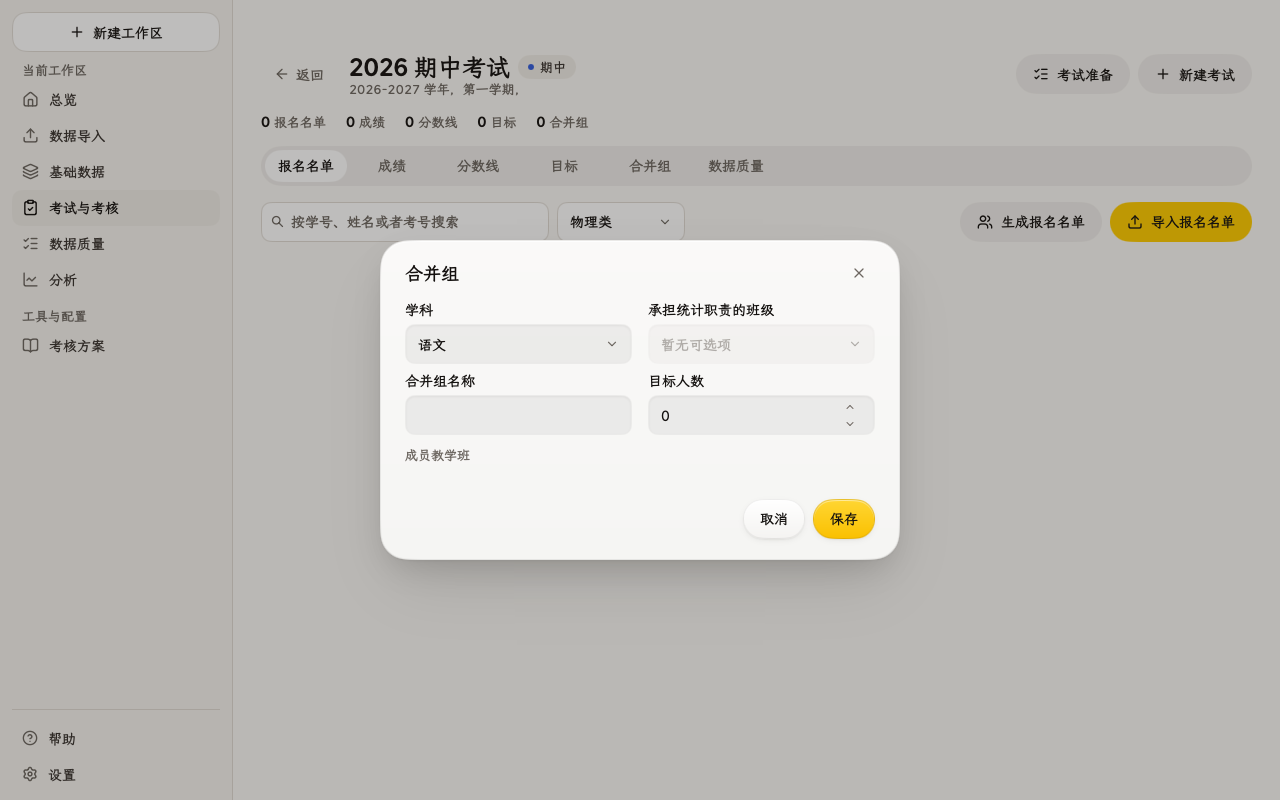 新建工作区
当前工作区
总览
数据导入
基础数据
考试与考核
数据质量
分析
工具与配置
考核方案
帮助
设置
返回
2026 期中考试
期中
2026-2027 学年，第一学期，
考试准备
新建考试
0 报名名单 0 成绩 0 分数线 0 目标 0 合并组
报名名单 成绩 分数线 目标 合并组 数据质量
按学号、姓名或者考号搜索
物理类
生成报名名单
导入报名名单
合并组
学科
承担统计职责的班级
语文
暂无可选项
合并组名称
目标人数
0
成员教学班
取消
保存